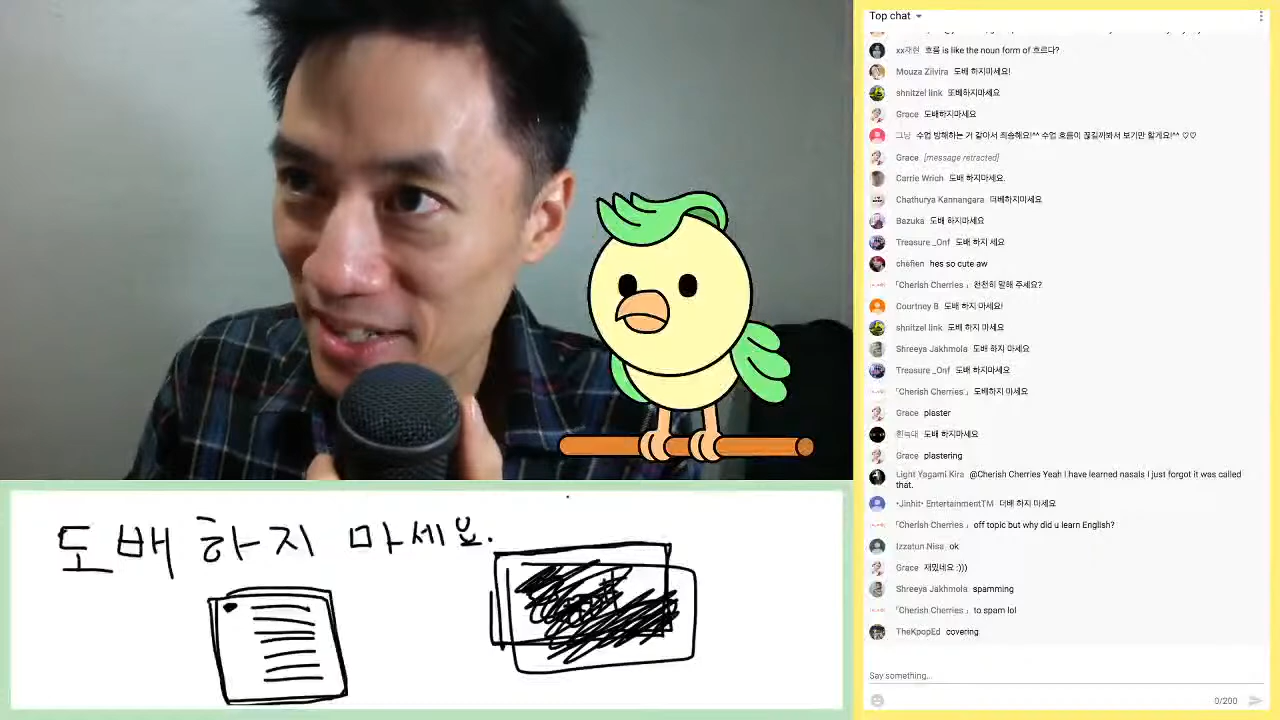 도배하지 마세요.
Top chat
xx재현 흐름 is like the noun form of 흐르다?
Mouza Zilvira 도배 하지마세요!
shnitzel link 또베하지마세요
Grace 도배하지마세요
그냥 수업 방해하는 거 같아서 죄송해요!^^ 수업 흐름이 끊길까봐서 보기만 할게요!^^ ♡♡
Grace [message retracted]
Carrie Wrich 도배 하지마세요.
Chathurya Kannangara 더베하지미세요
Bazuka 도배 하지마세요
Treasure _Onf 도배 하지 세요
chefien hes so cute aw
「Cherish Cherries 」 천천히 말해 주세요?
Courtney B 도배 하지 마세요!
shnitzel link 도배 하지 마세요
Shreeya Jakhmola 도배 하지 마세요
Treasure _Onf 도배 하지 마세요
「Cherish Cherries 」 도배하지 마세요
Grace plaster
흰늑대 도배 하지마세요
Grace plastering
Light Yagami Kira @Cherish Cherries Yeah I have learned nasals I just forgot it was called
that.
•Jinhit• EntertainmentTM 더배 하지 마세요
「Cherish Cherries 」 off topic but why did u learn English?
Izzatun Nisa ok
Grace 재밌네요 :)))
Shreeya Jakhmola spamming
「Cherish Cherries 」 to spam lol
TheKpopEd covering
Say something...
0/200